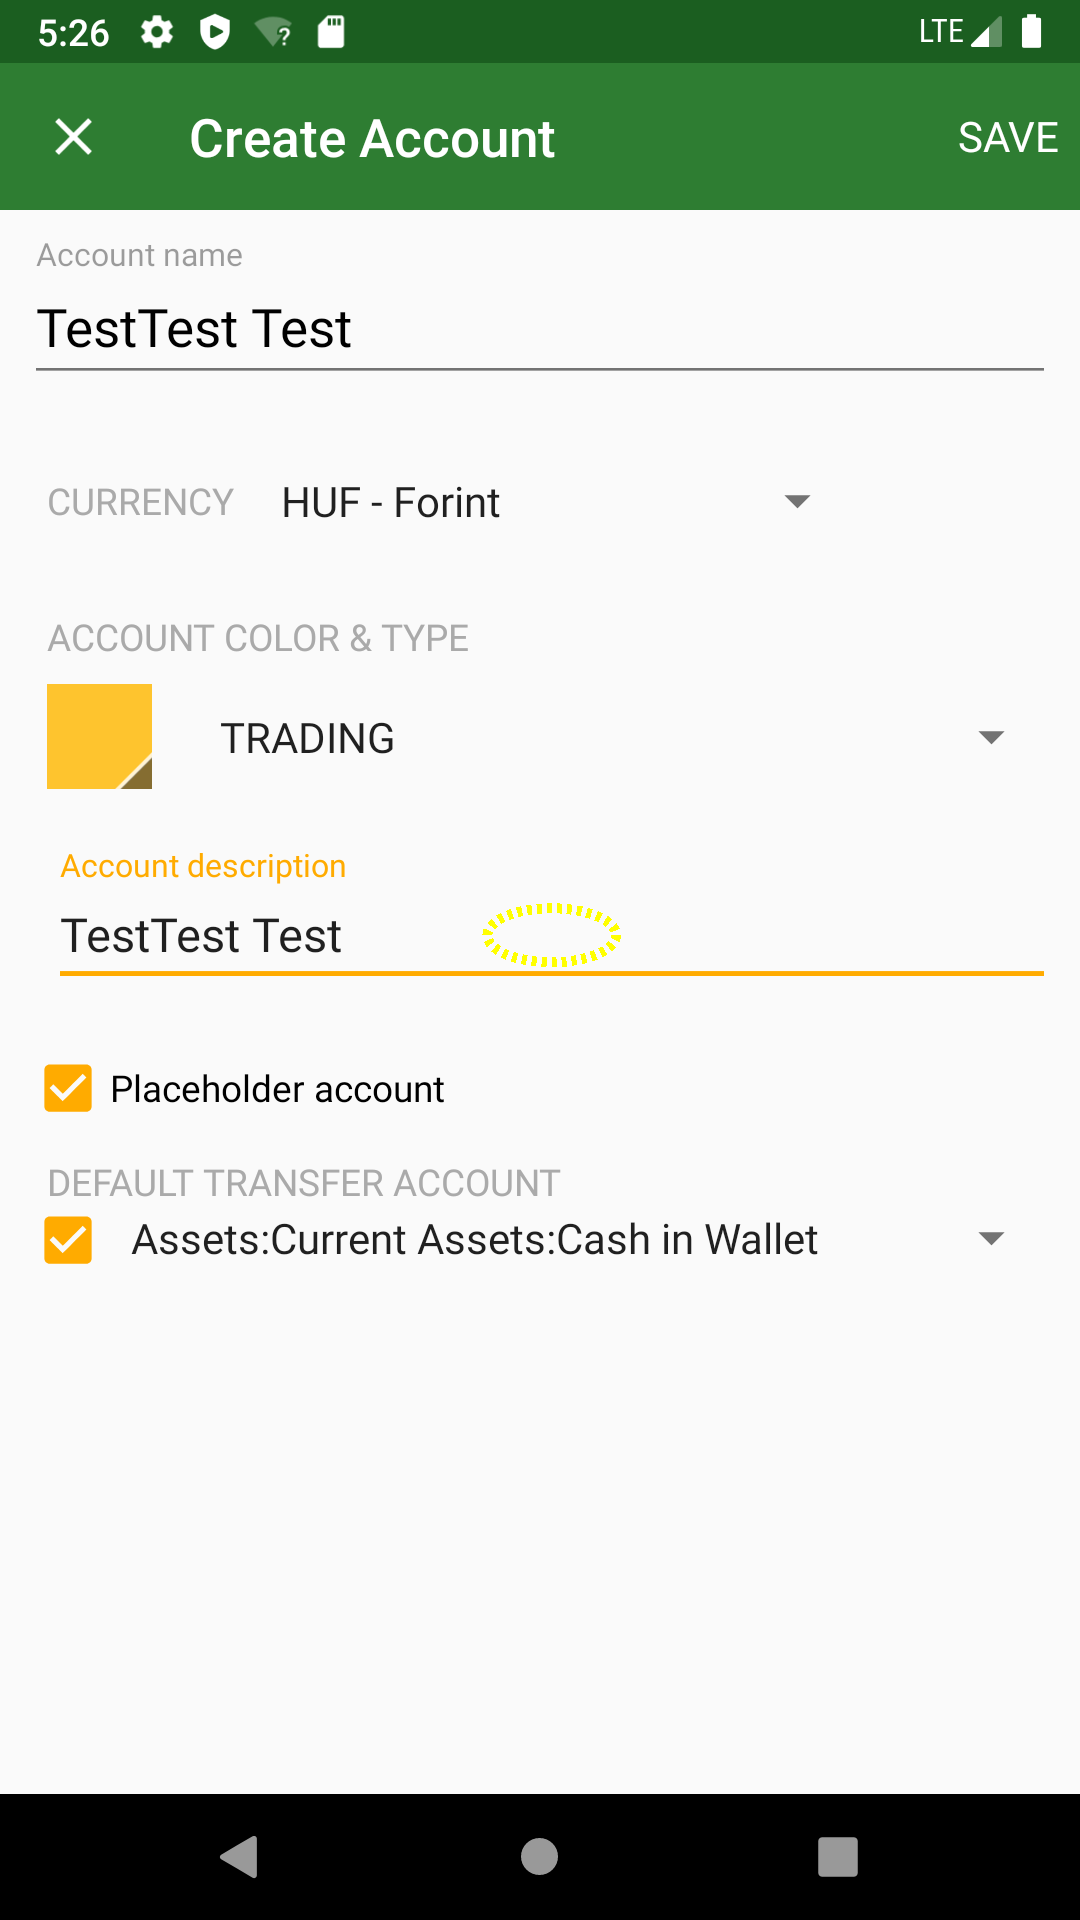 5:26
LTE
Create Account
SAVE
Account name
TestTest Test
CURRENCY
HUF - Forint
ACCOUNT COLOR & TYPE
TRADING
Account description
TestTest Test
Placeholder account
DEFAULT TRANSFER ACCOUNT
Assets:Current Assets:Cash in Wallet